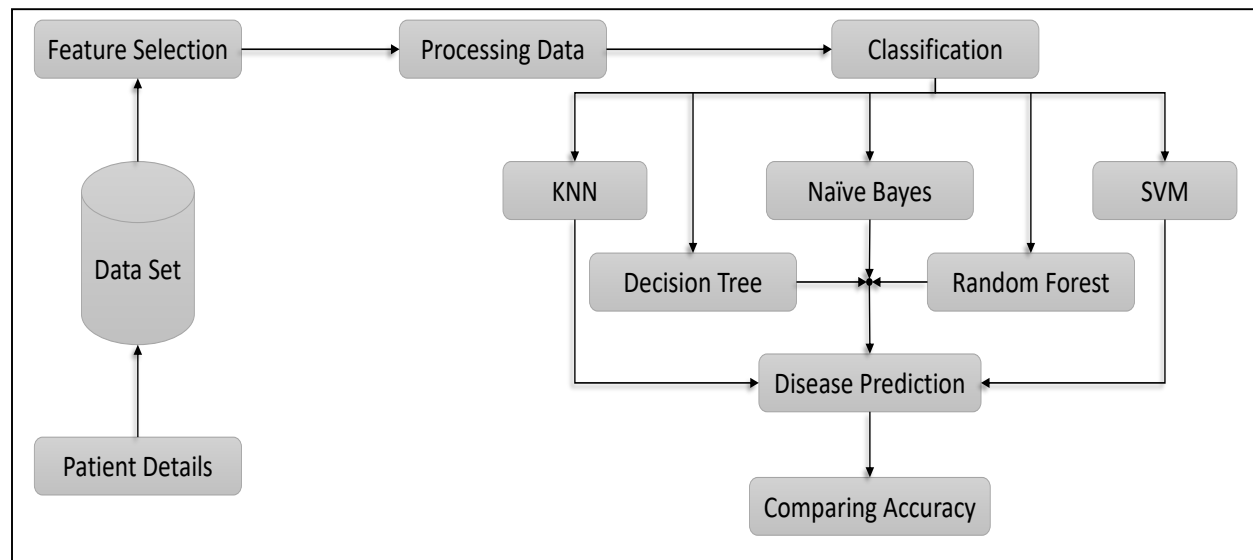 Feature Selection
Processing Data
Classification
KNN
Naïve Bayes
SVM
Data Set
Decision Tree
Random Forest
Disease Prediction
Patient Details
Comparing Accuracy